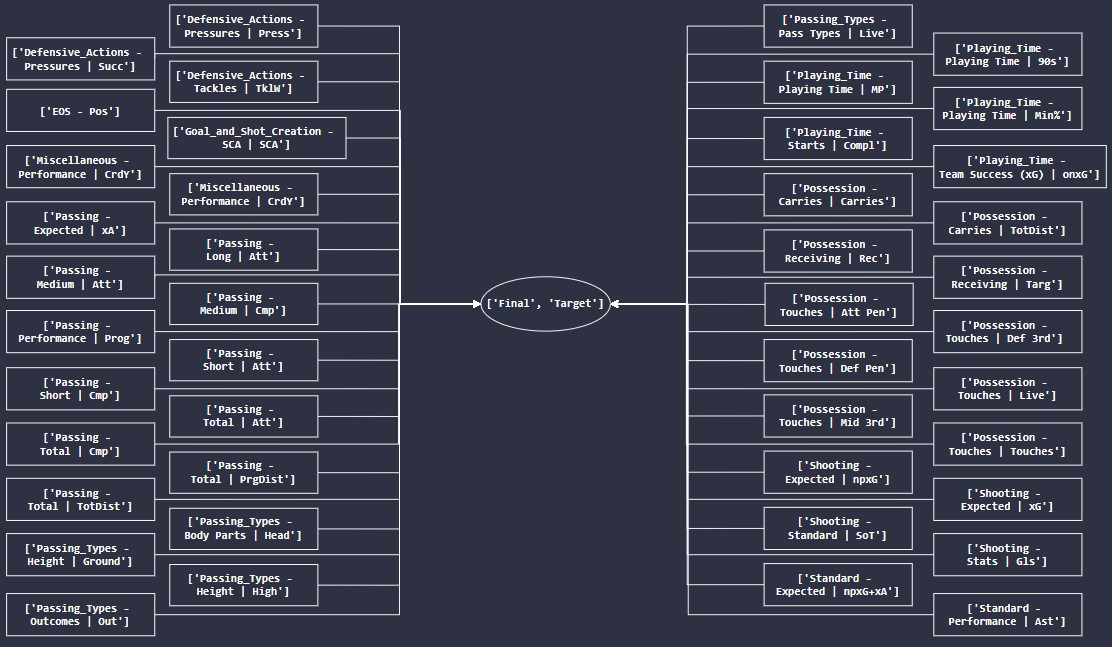 ['Defensive_Actions -
Pressures | Press']
['Defensive_Actions -
Pressures | Succ']
['Defensive_Actions -
Tackles | TklW']
['EOS - Pos']
['Goal_and_Shot_Creation -
SCA | SCA']
['Miscellaneous -
Performance | CrdY']
['Miscellaneous -
Performance | CrdY']
['Passing -
Expected | xA']
['Passing -
Long | Att']
['Passing -
Medium | Att']
['Passing -
Medium | Cmp']
['Passing -
Performance | Prog']
['Passing -
Short | Att']
['Passing -
Short | Cmp']
['Passing -
Total | Att']
['Passing -
Total | Cmp']
['Passing -
Total | PrgDist']
['Passing -
Total | TotDist']
['Passing_Types -
Body Parts | Head']
['Passing_Types -
Height | Ground']
['Passing_Types -
Height | High']
['Passing_Types -
Outcomes | Out']
['Final', 'Target']
['Passing_Types -
Pass Types | Live']
['Playing_Time -
Playing Time | 90s']
['Playing_Time -
Playing Time | MP']
['Playing_Time -
Playing Time | Min%']
['Playing_Time -
Starts | Compl']
['Playing_Time -
Team Success (xG) | onxG']
['Possession -
Carries | Carries']
['Possession -
Carries | TotDist']
['Possession -
Receiving | Rec']
['Possession -
Receiving | Targ']
['Possession -
Touches | Att Pen']
['Possession -
Touches | Def 3rd']
['Possession -
Touches | Def Pen']
['Possession -
Touches | Live']
['Possession -
Touches | Mid 3rd']
['Possession -
Touches | Touches']
['Shooting -
Expected | npxG']
['Shooting -
Expected | xG']
['Shooting -
Standard | SoT']
['Shooting -
Stats | Gls']
['Standard -
Expected | npxG+xA']
['Standard -
Performance | Ast']